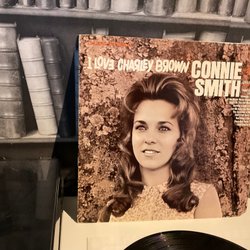 I LOVE CHARLEY BROWN CONNIE
SMITH